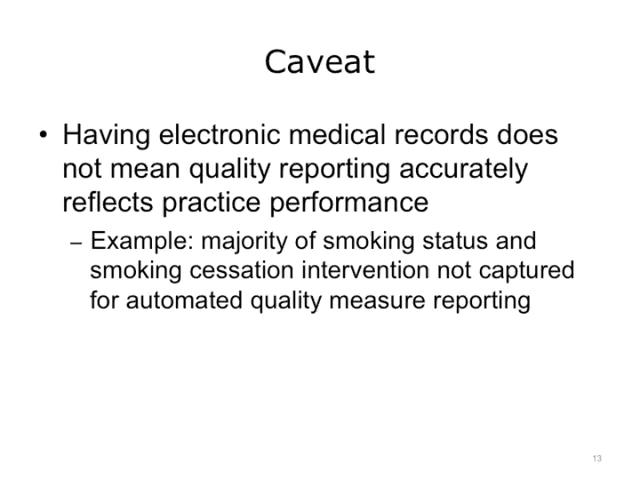 Caveat
• Having electronic medical records does
not mean quality reporting accurately
reflects practice performance
– Example: majority of smoking status and
smoking cessation intervention not captured
for automated quality measure reporting
13